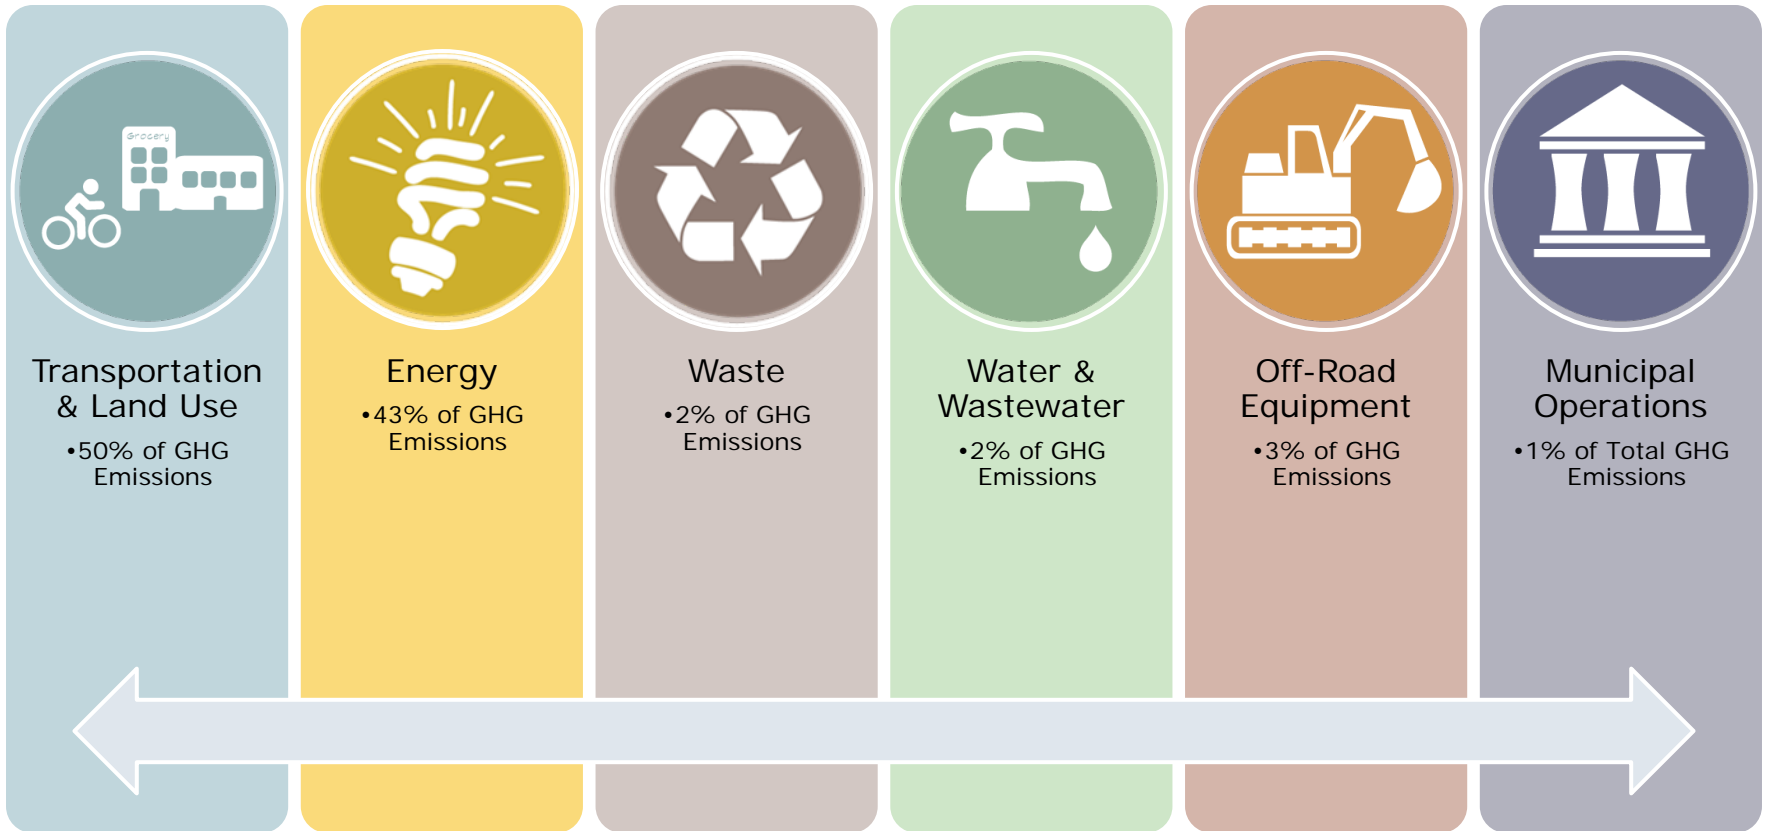 Grocery
Transportation
& Land Use
•50% of GHG
Emissions
Energy
•43% of GHG
Emissions
Waste
•2% of GHG
Emissions
Water &
Wastewater
•2% of GHG
Emissions
Off-Road
Equipment
•3% of GHG
Emissions
Municipal
Operations
•1% of Total GHG
Emissions